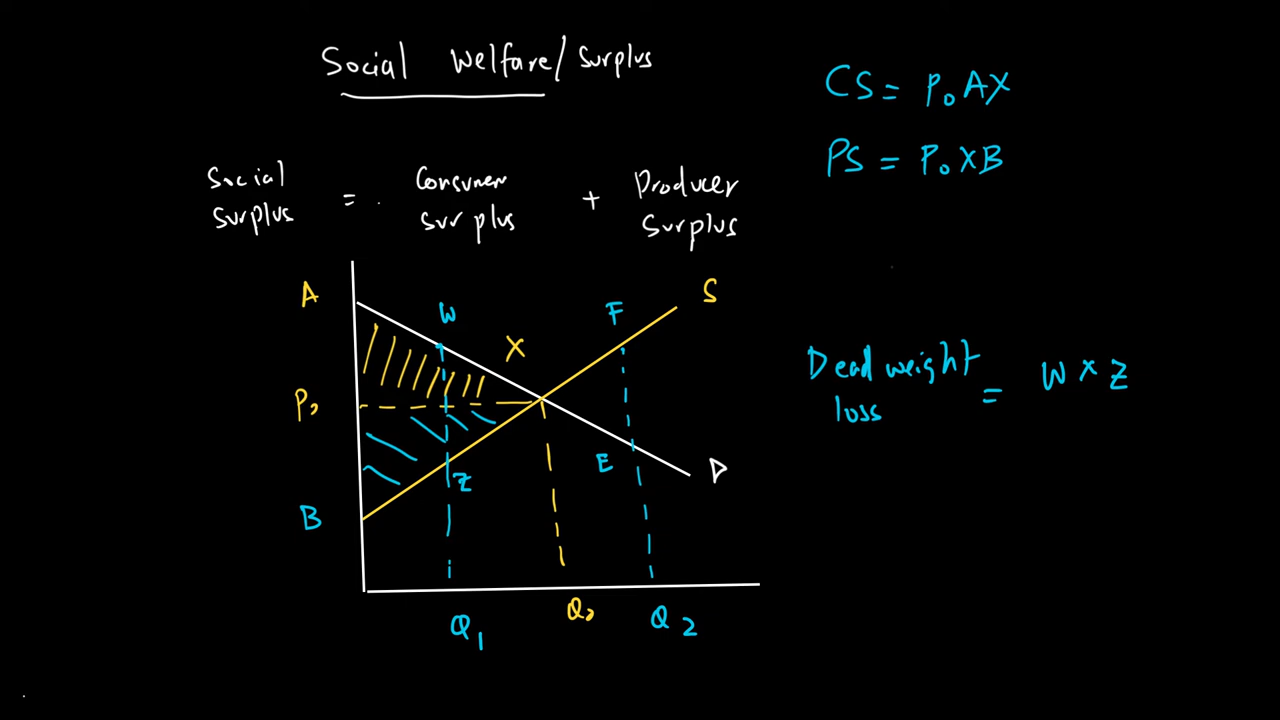 Social Welfare/Surplus
CS = P₀AX
PS = P₀XB
Social surplus = Consumer surplus + Producer surplus
A
W
X
F
S
Dead weight loss = WXZ
P₀
Z
E
D
B
Q₁
Q₀
Q₂